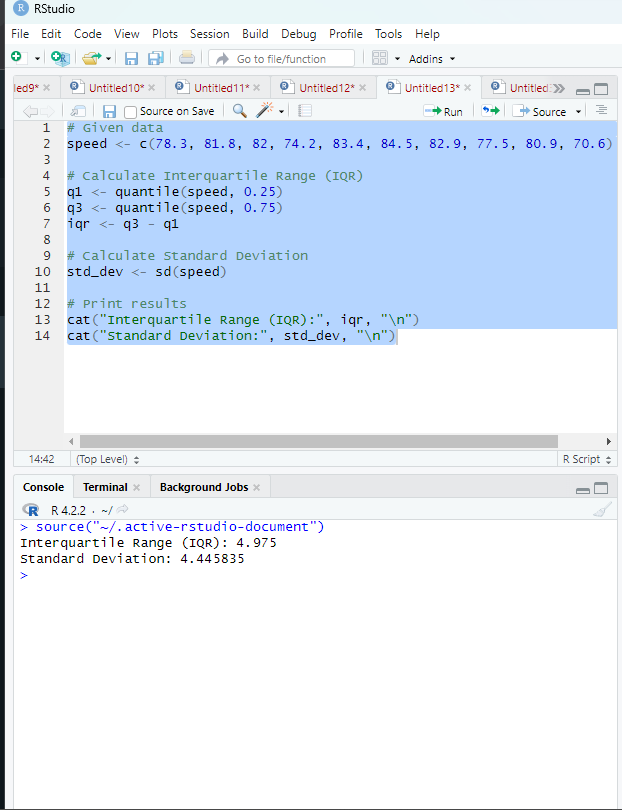 RStudio
File Edit Code View Plots Session Build Debug Profile Tools Help
Go to file/function Addins
led9* Untitled10* Untitled11* Untitled12* Untitled13* Untitled
Source on Save Run Source
1 # Given data
2 speed <- c(78.3, 81.8, 82, 74.2, 83.4, 84.5, 82.9, 77.5, 80.9, 70.6)
3
4 # Calculate Interquartile Range (IQR)
5 q1 <- quantile(speed, 0.25)
6 q3 <- quantile(speed, 0.75)
7 iqr <- q3 - q1
8
9 # Calculate Standard Deviation
10 std_dev <- sd(speed)
11
12 # Print results
13 cat("Interquartile Range (IQR):", iqr, "\n")
14 cat("Standard Deviation:", std_dev, "\n")
14:42 (Top Level) R Script
Console Terminal Background Jobs
R 4.2.2 · ~/
> source("~/.active-rstudio-document")
Interquartile Range (IQR): 4.975
Standard Deviation: 4.445835
>